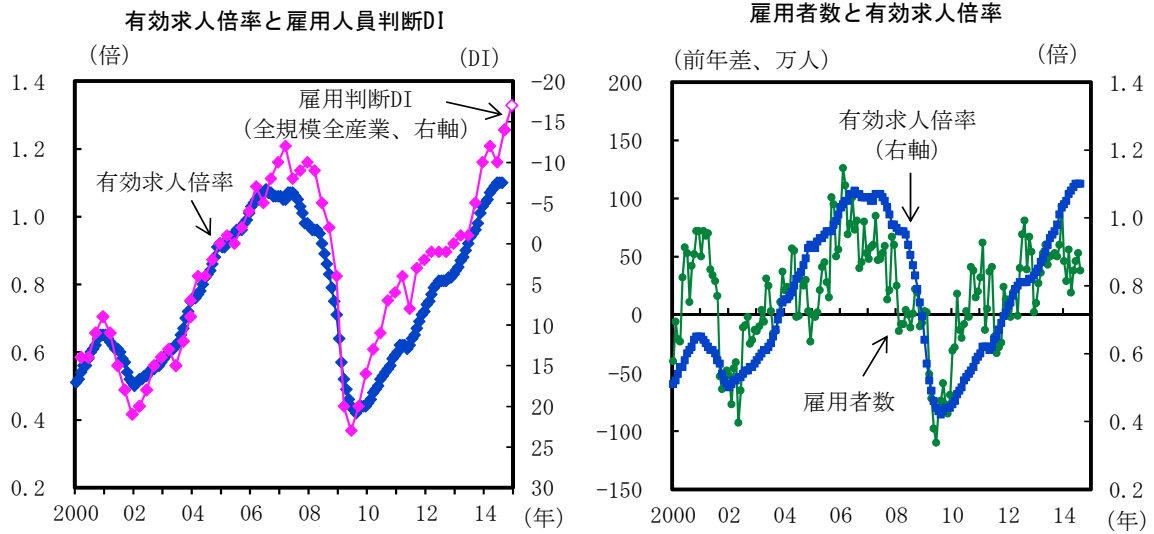 有効求人倍率と雇用人員判断DI
(倍)
(DI)
1.4
1.2
1.0
0.8
0.6
0.4
0.2
-20
-15
-10
-5
0
5
10
15
20
25
30
雇用判断DI
(全規模全産業、右軸)
有効求人倍率
2000 02 04 06 08 10 12 14
(年)
雇用者数と有効求人倍率
(前年差、万人)
(倍)
200
150
100
50
0
-50
-100
-150
1.4
1.2
1.0
0.8
0.6
0.4
0.2
有効求人倍率
(右軸)
雇用者数
2000 02 04 06 08 10 12 14
(年)